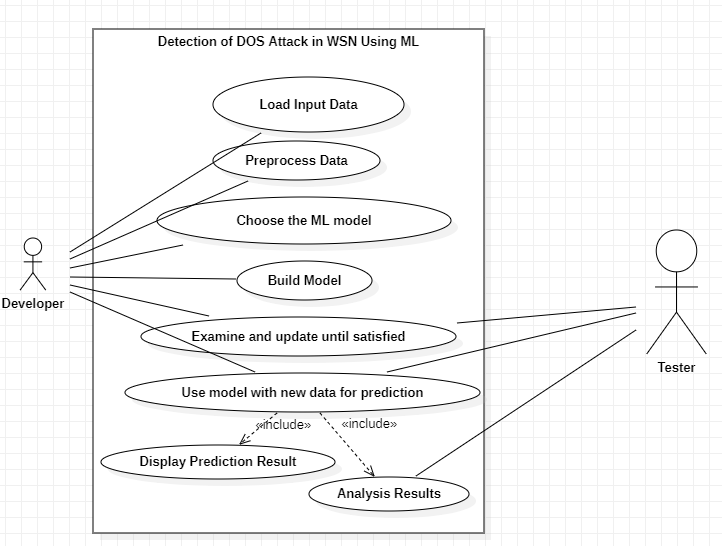 Detection of DOS Attack in WSN Using ML
Load Input Data
Preprocess Data
Choose the ML model
Build Model
Developer
Examine and update until satisfied
Tester
Use model with new data for prediction
«include»
«include»
Display Prediction Result
Analysis Results